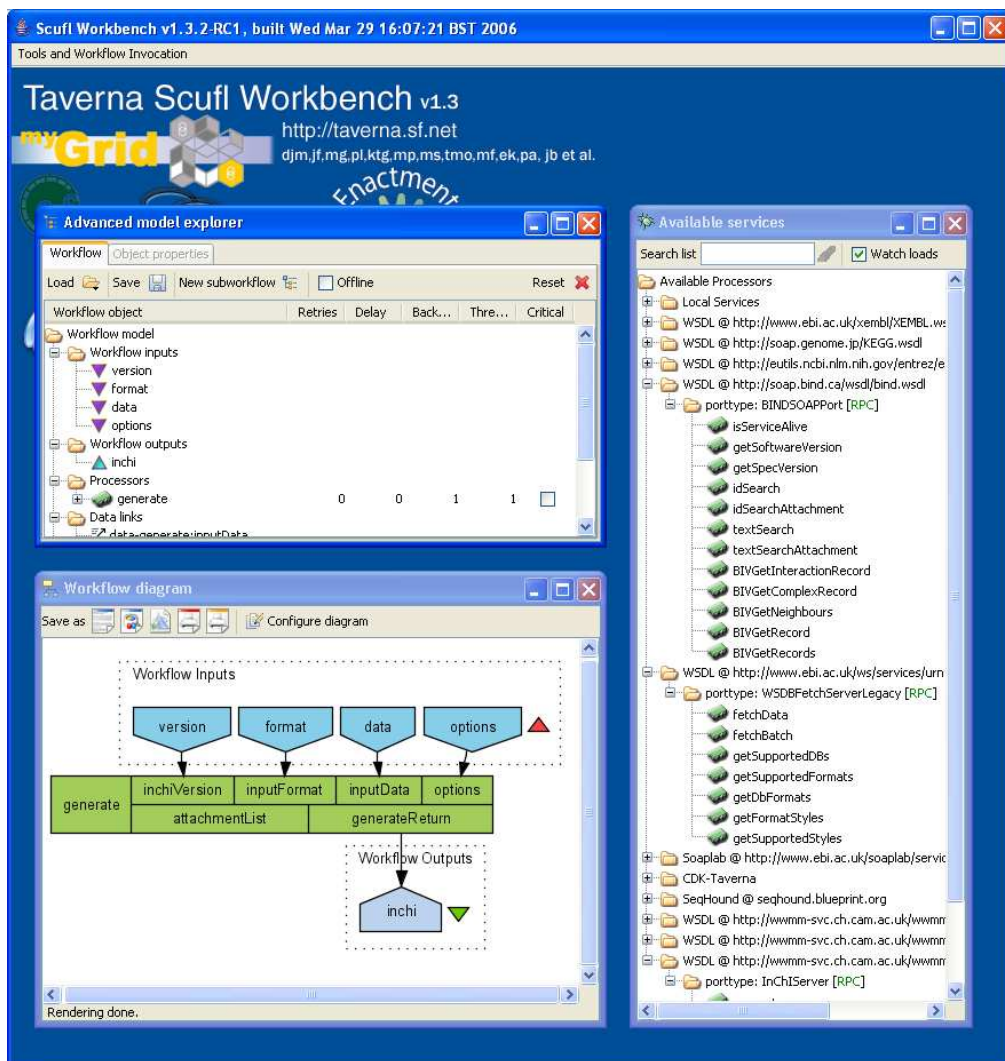 Scufl Workbench v1.3.2-RC1, built Wed Mar 29 16:07:21 BST 2006
Tools and Workflow Invocation
Taverna Scufl Workbench v1.3
myGrid
http://taverna.sf.net
djm,jf,mg,pl,ktg,mp,ms,tmo,mf,ek,pa, jb et al.
Enactment
Advanced model explorer
Workflow Object properties
Load Save New subworkflow Offline Reset
Workflow object Retries Delay Back... Thre... Critical
Workflow model
Workflow inputs
version
format
data
options
Workflow outputs
inchi
Processors
generate 0 0 1 1
Data links
data-generate:inputData
Workflow diagram
Save as Configure diagram
Workflow Inputs
version format data options
generate inchiVersion inputFormat inputData options
attachmentList generateReturn
Workflow Outputs
inchi
Rendering done.
Available services
Search list Watch loads
Available Processors
Local Services
WSDL @ http://www.ebi.ac.uk/xembl/XEMBL.ws
WSDL @ http://soap.genome.jp/KEGG.wsdl
WSDL @ http://eutils.ncbi.nlm.nih.gov/entrez/e
WSDL @ http://soap.bind.ca/wsdl/bind.wsdl
porttype: BINDSOAPPort [RPC]
isServiceAlive
getSoftwareVersion
getSpecVersion
idSearch
idSearchAttachment
textSearch
textSearchAttachment
BIVGetInteractionRecord
BIVGetComplexRecord
BIVGetNeighbours
BIVGetRecord
BIVGetRecords
WSDL @ http://www.ebi.ac.uk/ws/services/urn
porttype: WSDBFetchServerLegacy [RPC]
fetchData
fetchBatch
getSupportedDBs
getSupportedFormats
getDbFormats
getFormatStyles
getSupportedStyles
Soaplab @ http://www.ebi.ac.uk/soaplab/servic
CDK-Taverna
SeqHound @ seqhound.blueprint.org
WSDL @ http://wwmm-svc.ch.cam.ac.uk/wwmm
WSDL @ http://wwmm-svc.ch.cam.ac.uk/wwmm
WSDL @ http://wwmm-svc.ch.cam.ac.uk/wwmm
porttype: InChIServer [RPC]